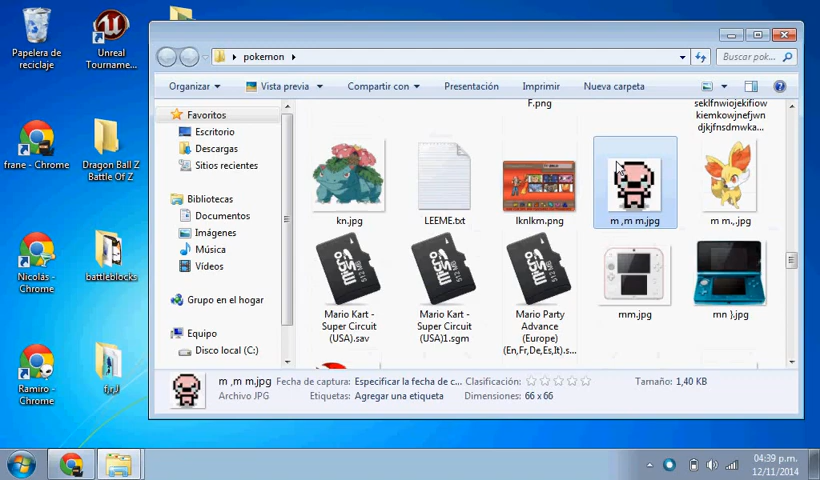 Papelera de
reciclaje
Unreal
Tourname...
frane - Chrome
Dragon Ball Z
Battle Of Z
Nicolás -
Chrome
battleblocks
Ramiro -
Chrome
pokemon
Buscar pok...
Organizar
Vista previa
Compartir con
Presentación
Imprimir
Nueva carpeta
Favoritos
Escritorio
Descargas
Sitios recientes
Bibliotecas
Documentos
Imágenes
Música
Vídeos
Grupo en el hogar
Equipo
Disco local (C:)
F.png
kn.jpg
LEEME.txt
lknlkm.png
m ,m m.jpg
m m.,.jpg
Mario Kart -
Super Circuit
(USA).sav
Mario Kart -
Super Circuit
(USA)1.sgm
Mario Party
Advance
(Europe)
(En,Fr,De,Es,It).s...
mm.jpg
mn }.jpg
m ,m m.jpg
Fecha de captura: Especificar la fecha de c...
Clasificación:
Tamaño: 1,40 KB
Archivo JPG
Etiquetas: Agregar una etiqueta
Dimensiones: 66 x 66
04:39 p.m.
12/11/2014